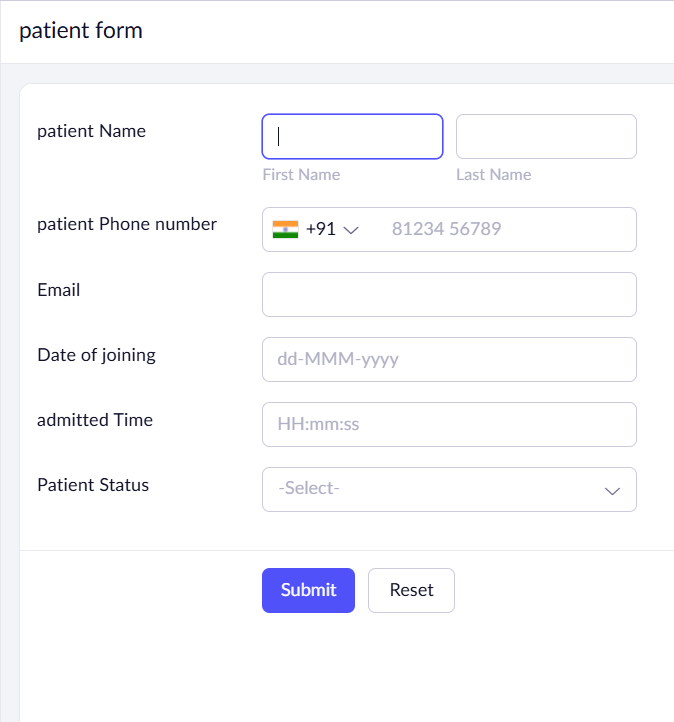 patient form
patient Name
First Name Last Name
patient Phone number +91 81234 56789
Email
Date of joining dd-MMM-yyyy
admitted Time HH:mm:ss
Patient Status -Select-
Submit Reset